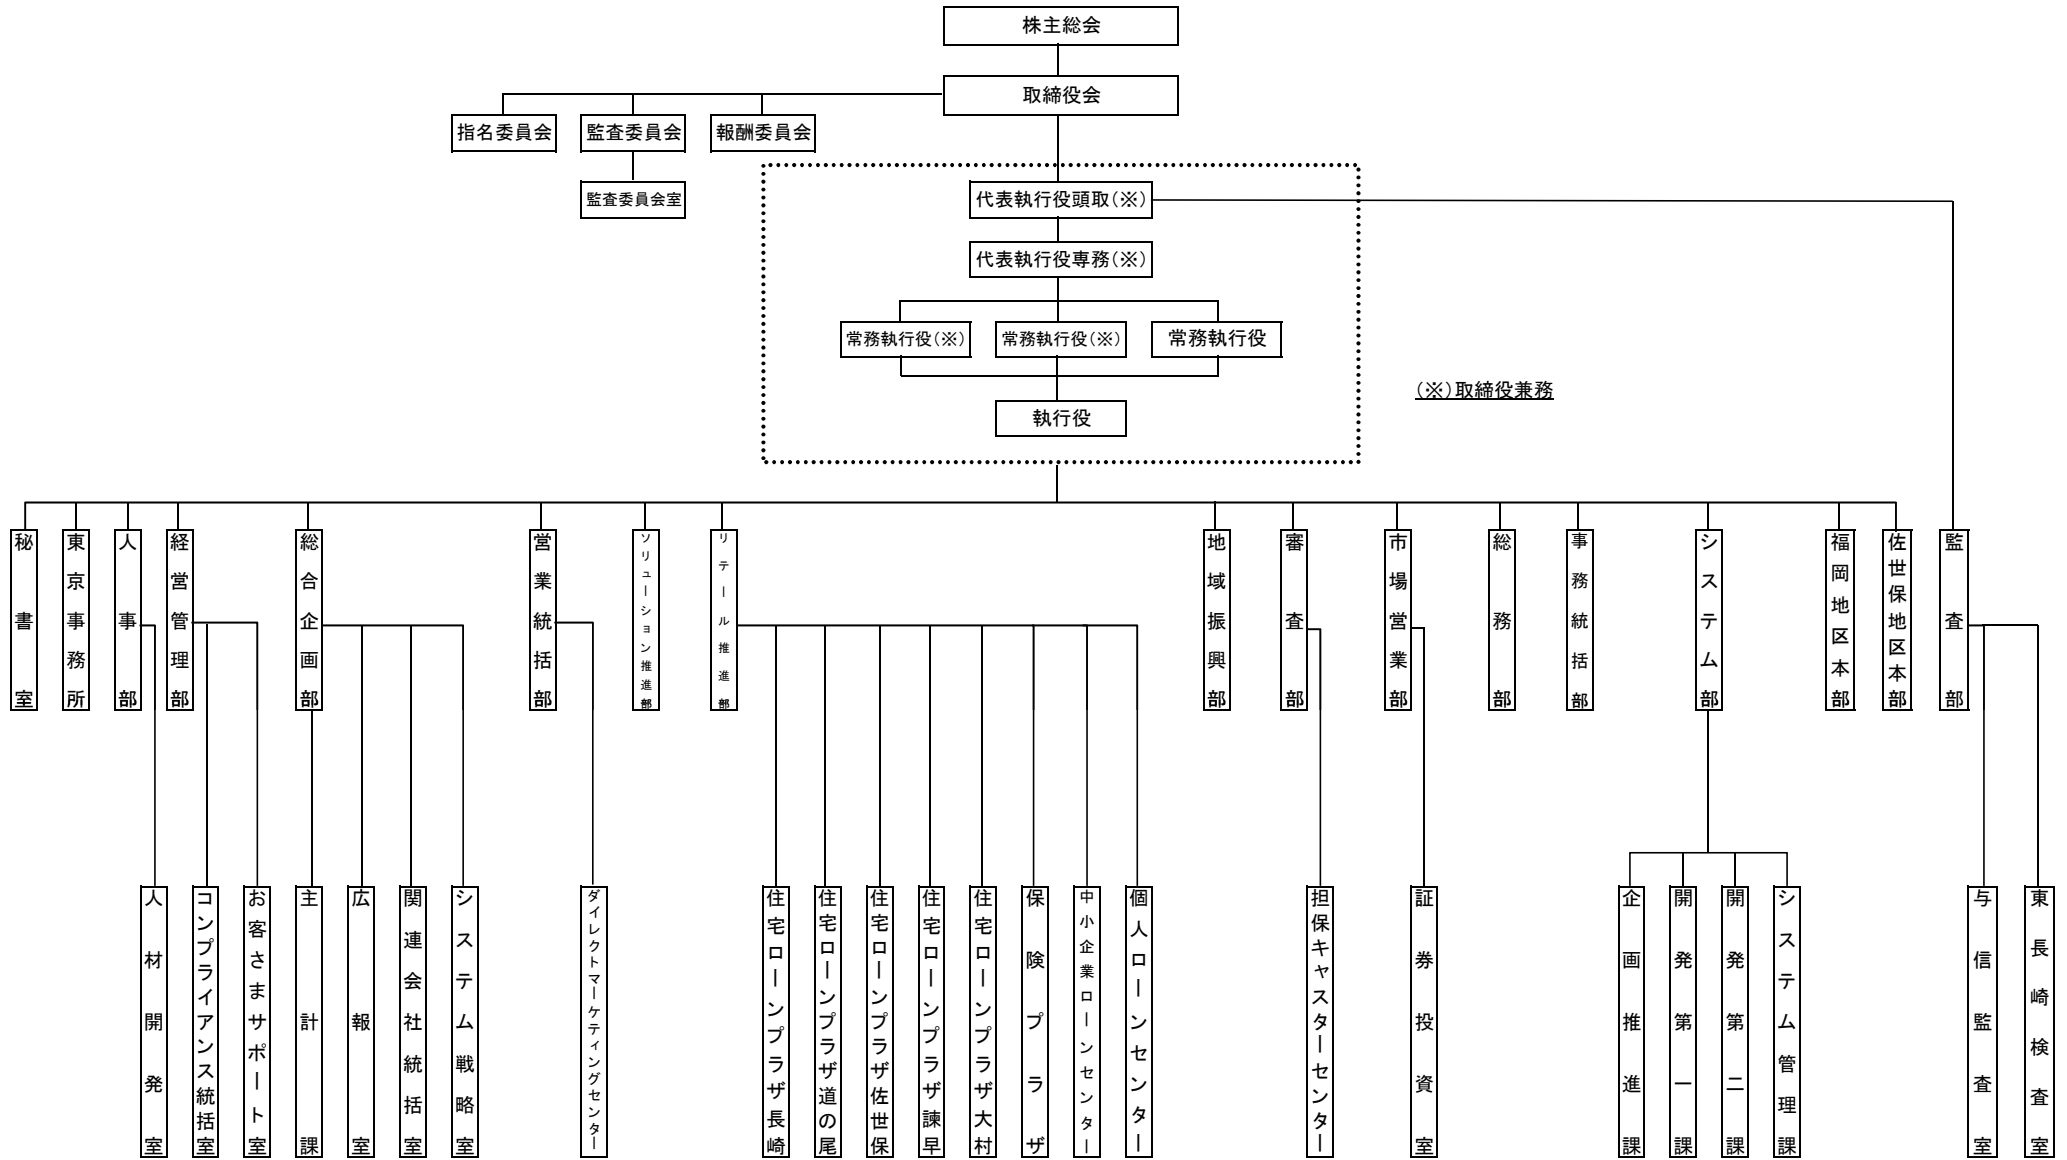 株主総会
取締役会
指名委員会
監査委員会
報酬委員会
監査委員会室
代表執行役頭取(※)
代表執行役専務(※)
常務執行役(※)
常務執行役(※)
常務執行役
(※)取締役兼務
執行役
秘書室
東京事務所
人事部
経営管理部
総合企画部
営業統括部
ソリューション推進部
リテール推進部
地域振興部
審査部
市場営業部
総務部
事務統括部
システム部
福岡地区本部
佐世保地区本部
監査部
人材開発室
コンプライアンス統括室
お客さまサポート室
主計課
広報室
関連会社統括室
システム戦略室
ダイレクトマーケティングセンター
住宅ローンプラザ長崎
住宅ローンプラザ道の尾
住宅ローンプラザ佐世保
住宅ローンプラザ諫早
住宅ローンプラザ大村
保険プラザ
中小企業ローンセンター
個人ローンセンター
担保キャスターセンター
証券投資室
企画推進課
開発第一課
開発第二課
システム管理課
与信監査室
東長崎検査室